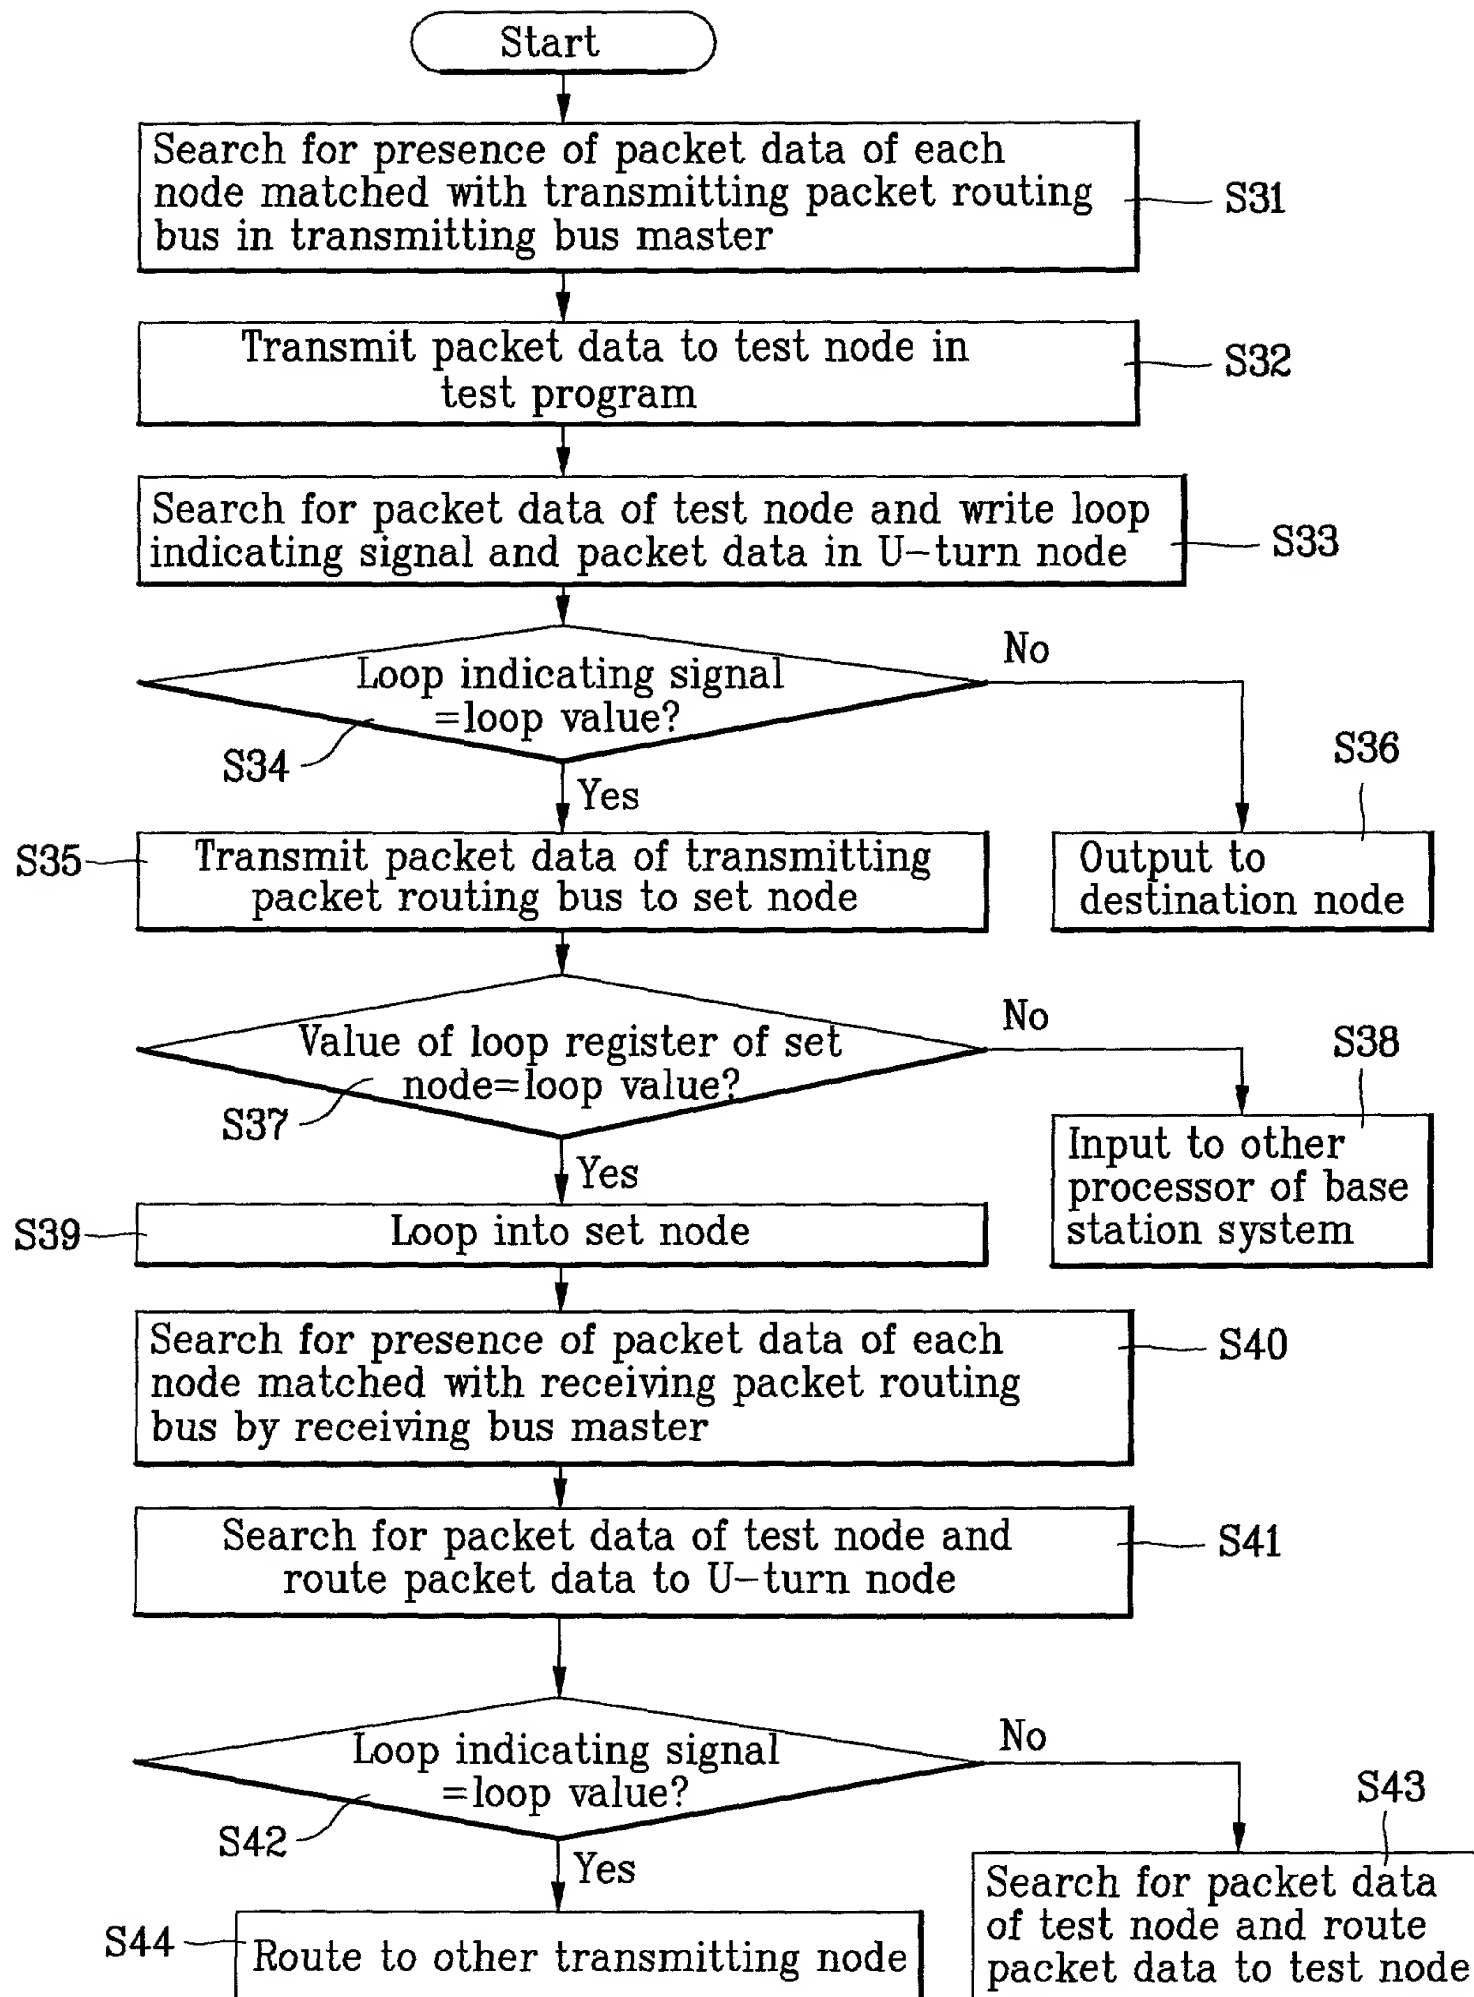 Start
Search for presence of packet data of each
node matched with transmitting packet routing
bus in transmitting bus master
S31
Transmit packet data to test node in
test program
S32
Search for packet data of test node and write loop
indicating signal and packet data in U-turn node
S33
Loop indicating signal
=loop value?
No
S34
Yes
S36
S35
Transmit packet data of transmitting
packet routing bus to set node
Output to
destination node
Value of loop register of set
node=loop value?
No
S37
Yes
S38
Input to other
processor of base
station system
S39
Loop into set node
Search for presence of packet data of each
node matched with receiving packet routing
bus by receiving bus master
S40
Search for packet data of test node and
route packet data to U-turn node
S41
Loop indicating signal
=loop value?
No
S42
Yes
S43
Search for packet data
of test node and route
packet data to test node
S44
Route to other transmitting node